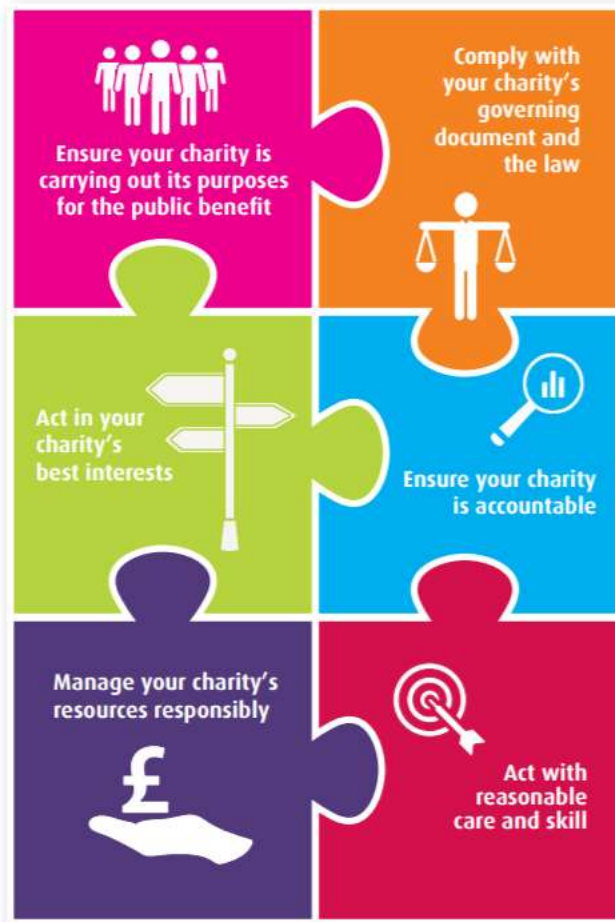 Ensure your charity is
carrying out its purposes
for the public benefit
Comply with
your charity's
governing
document and
the law
Act in your
charity's
best interests
Ensure your charity
is accountable
Manage your charity's
resources responsibly
£
Act with
reasonable
care and skill